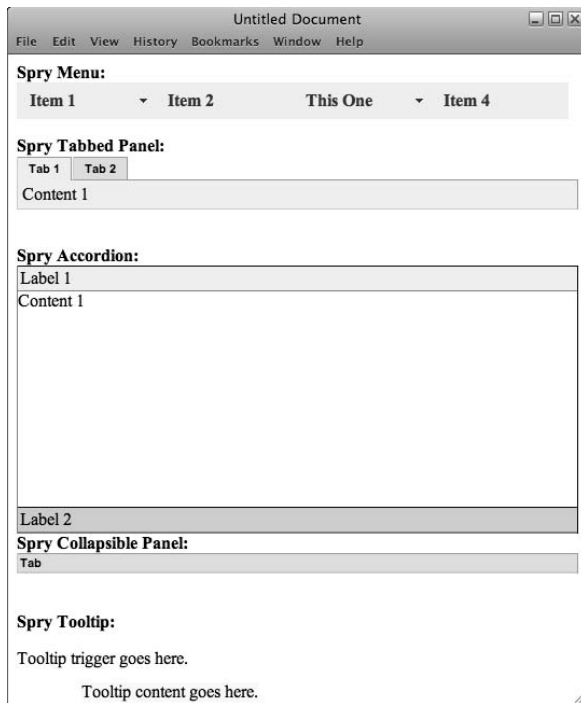 Untitled Document
File Edit View History Bookmarks Window Help
Spry Menu:
Item 1 Item 2 This One Item 4
Spry Tabbed Panel:
Tab 1 Tab 2
Content 1
Spry Accordion:
Label 1
Content 1
Label 2
Spry Collapsible Panel:
Tab
Spry Tooltip:
Tooltip trigger goes here.
Tooltip content goes here.